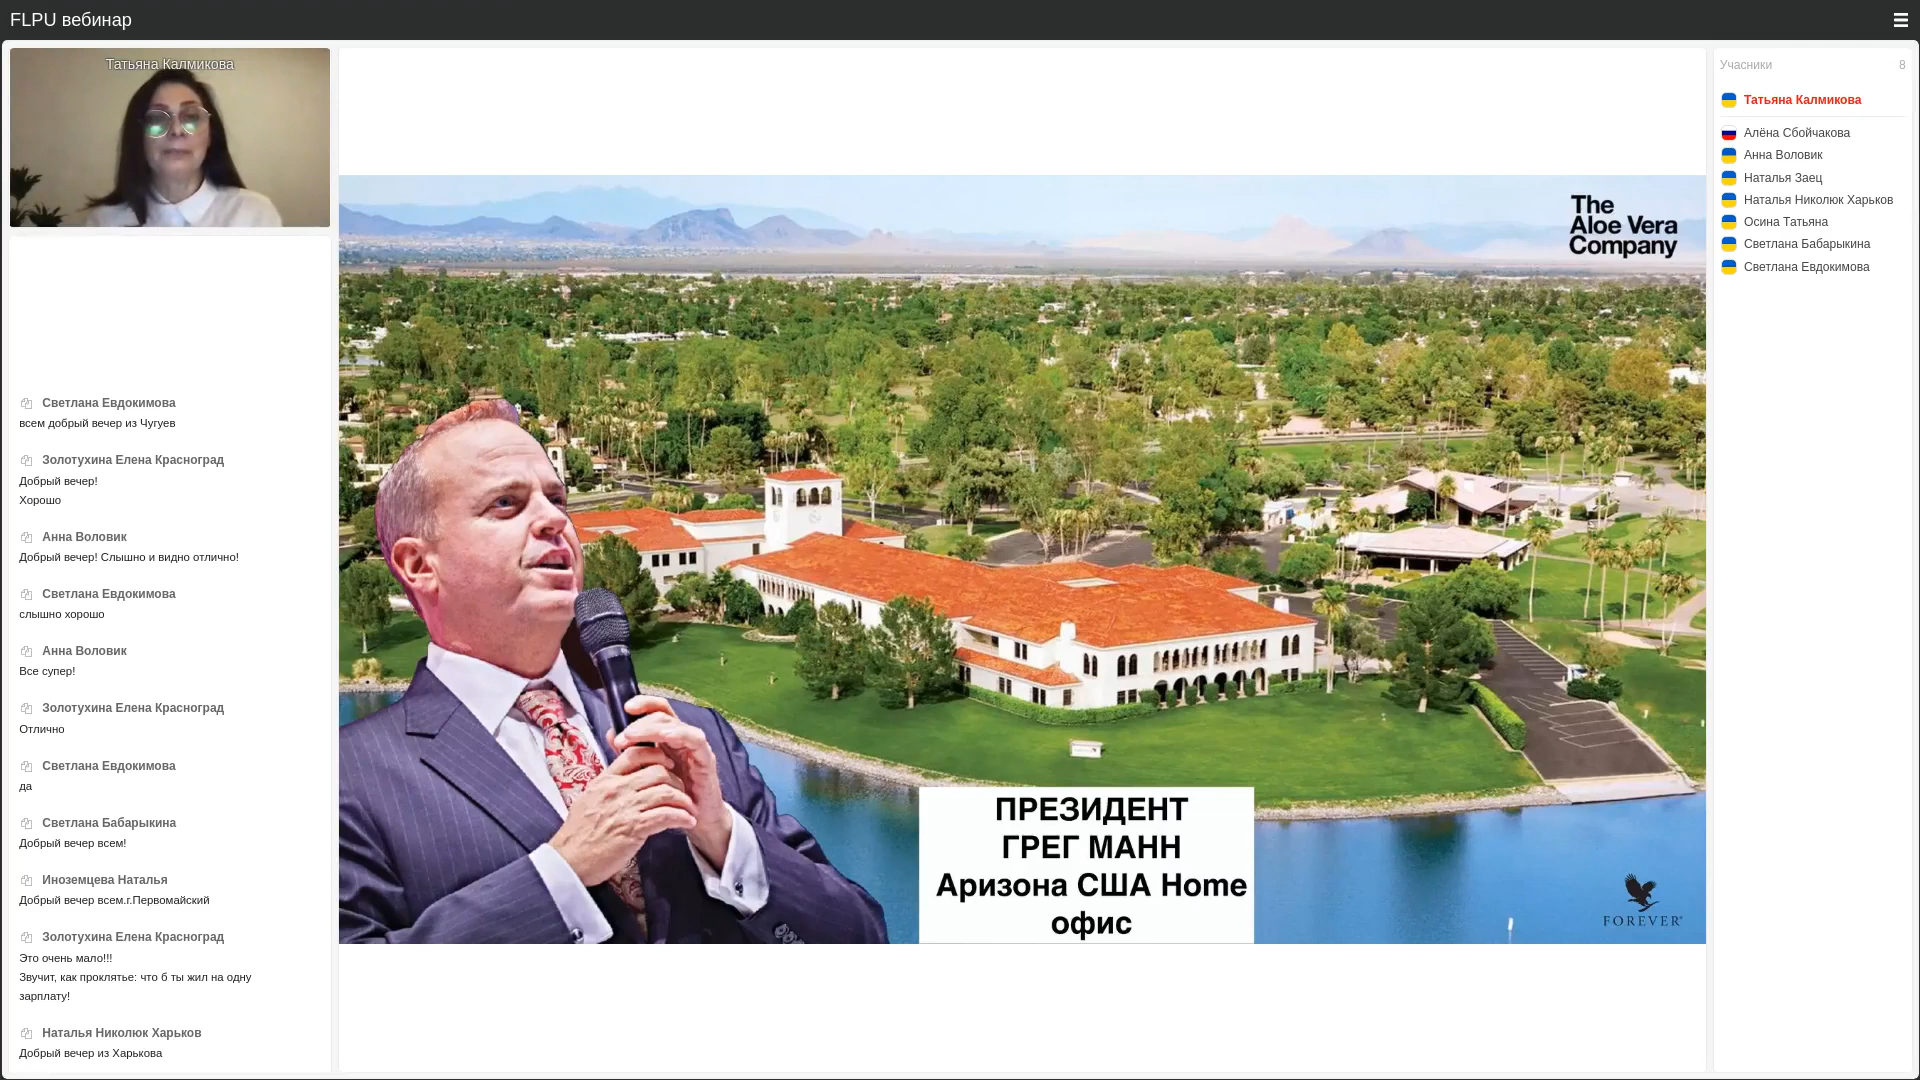 FLPU вебинар
Татьяна Калмикова
Светлана Евдокимова
всем добрый вечер из Чугуев
Золотухина Елена Красноград
Добрый вечер!
Хорошо
Анна Воловик
Добрый вечер! Слышно и видно отлично!
Светлана Евдокимова
слышно хорошо
Анна Воловик
Все супер!
Золотухина Елена Красноград
Отлично
Светлана Евдокимова
да
Светлана Бабарыкина
Добрый вечер всем!
Иноземцева Наталья
Добрый вечер всем.г.Первомайский
Золотухина Елена Красноград
Это очень мало!!!
Звучит, как проклятье: что б ты жил на одну
зарплату!
Наталья Николюк Харьков
Добрый вечер из Харькова
The
Aloe Vera
Company
ПРЕЗИДЕНТ
ГРЕГ МАНН
Аризона США Home
офис
FOREVER®
Учасники 8
Татьяна Калмикова
Алёна Сбойчакова
Анна Воловик
Наталья Заец
Наталья Николюк Харьков
Осина Татьяна
Светлана Бабарыкина
Светлана Евдокимова